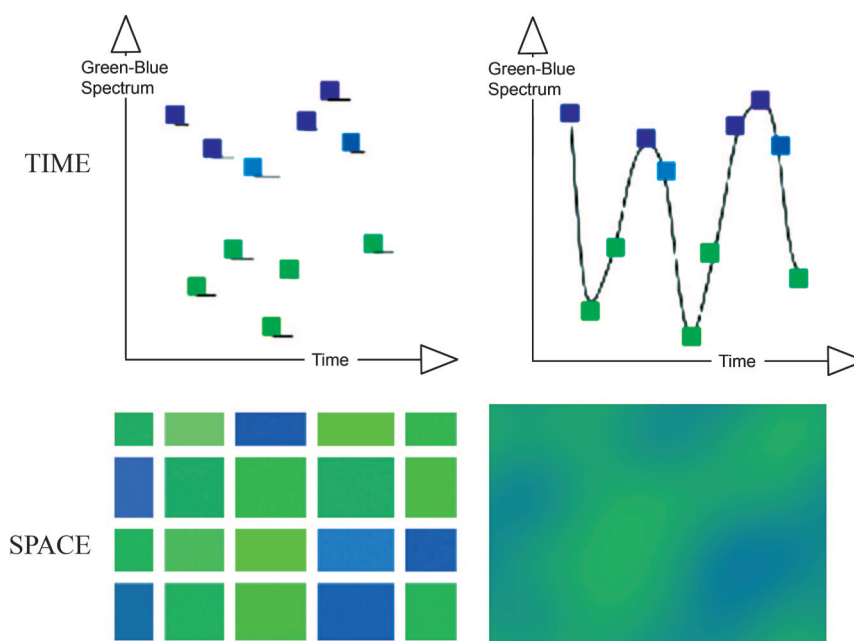 Green-Blue
Spectrum
Green-Blue
Spectrum
TIME
Time
Time
SPACE